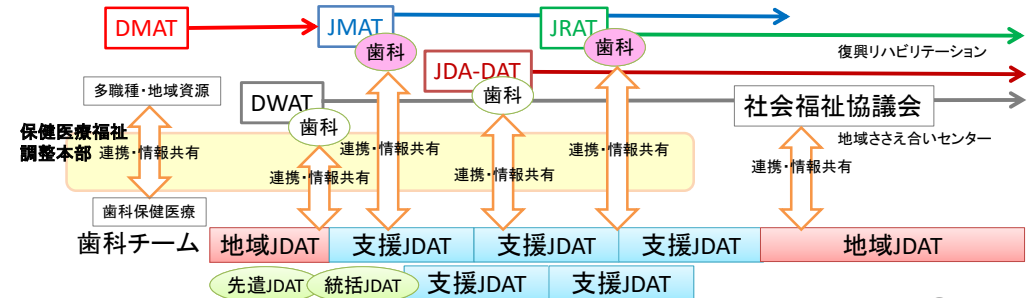 DMAT
JMAT
歯科
JRAT
歯科
復興リハビリテーション
JDA-DAT
歯科
多職種・地域資源
DWAT
歯科
社会福祉協議会
地域ささえ合いセンター
保健医療福祉
調整本部
連携・情報共有
連携・情報共有
連携・情報共有
連携・情報共有
連携・情報共有
連携・情報共有
歯科保健医療
歯科チーム
地域JDAT
支援JDAT
支援JDAT
支援JDAT
地域JDAT
先遣JDAT
統括JDAT
支援JDAT
支援JDAT